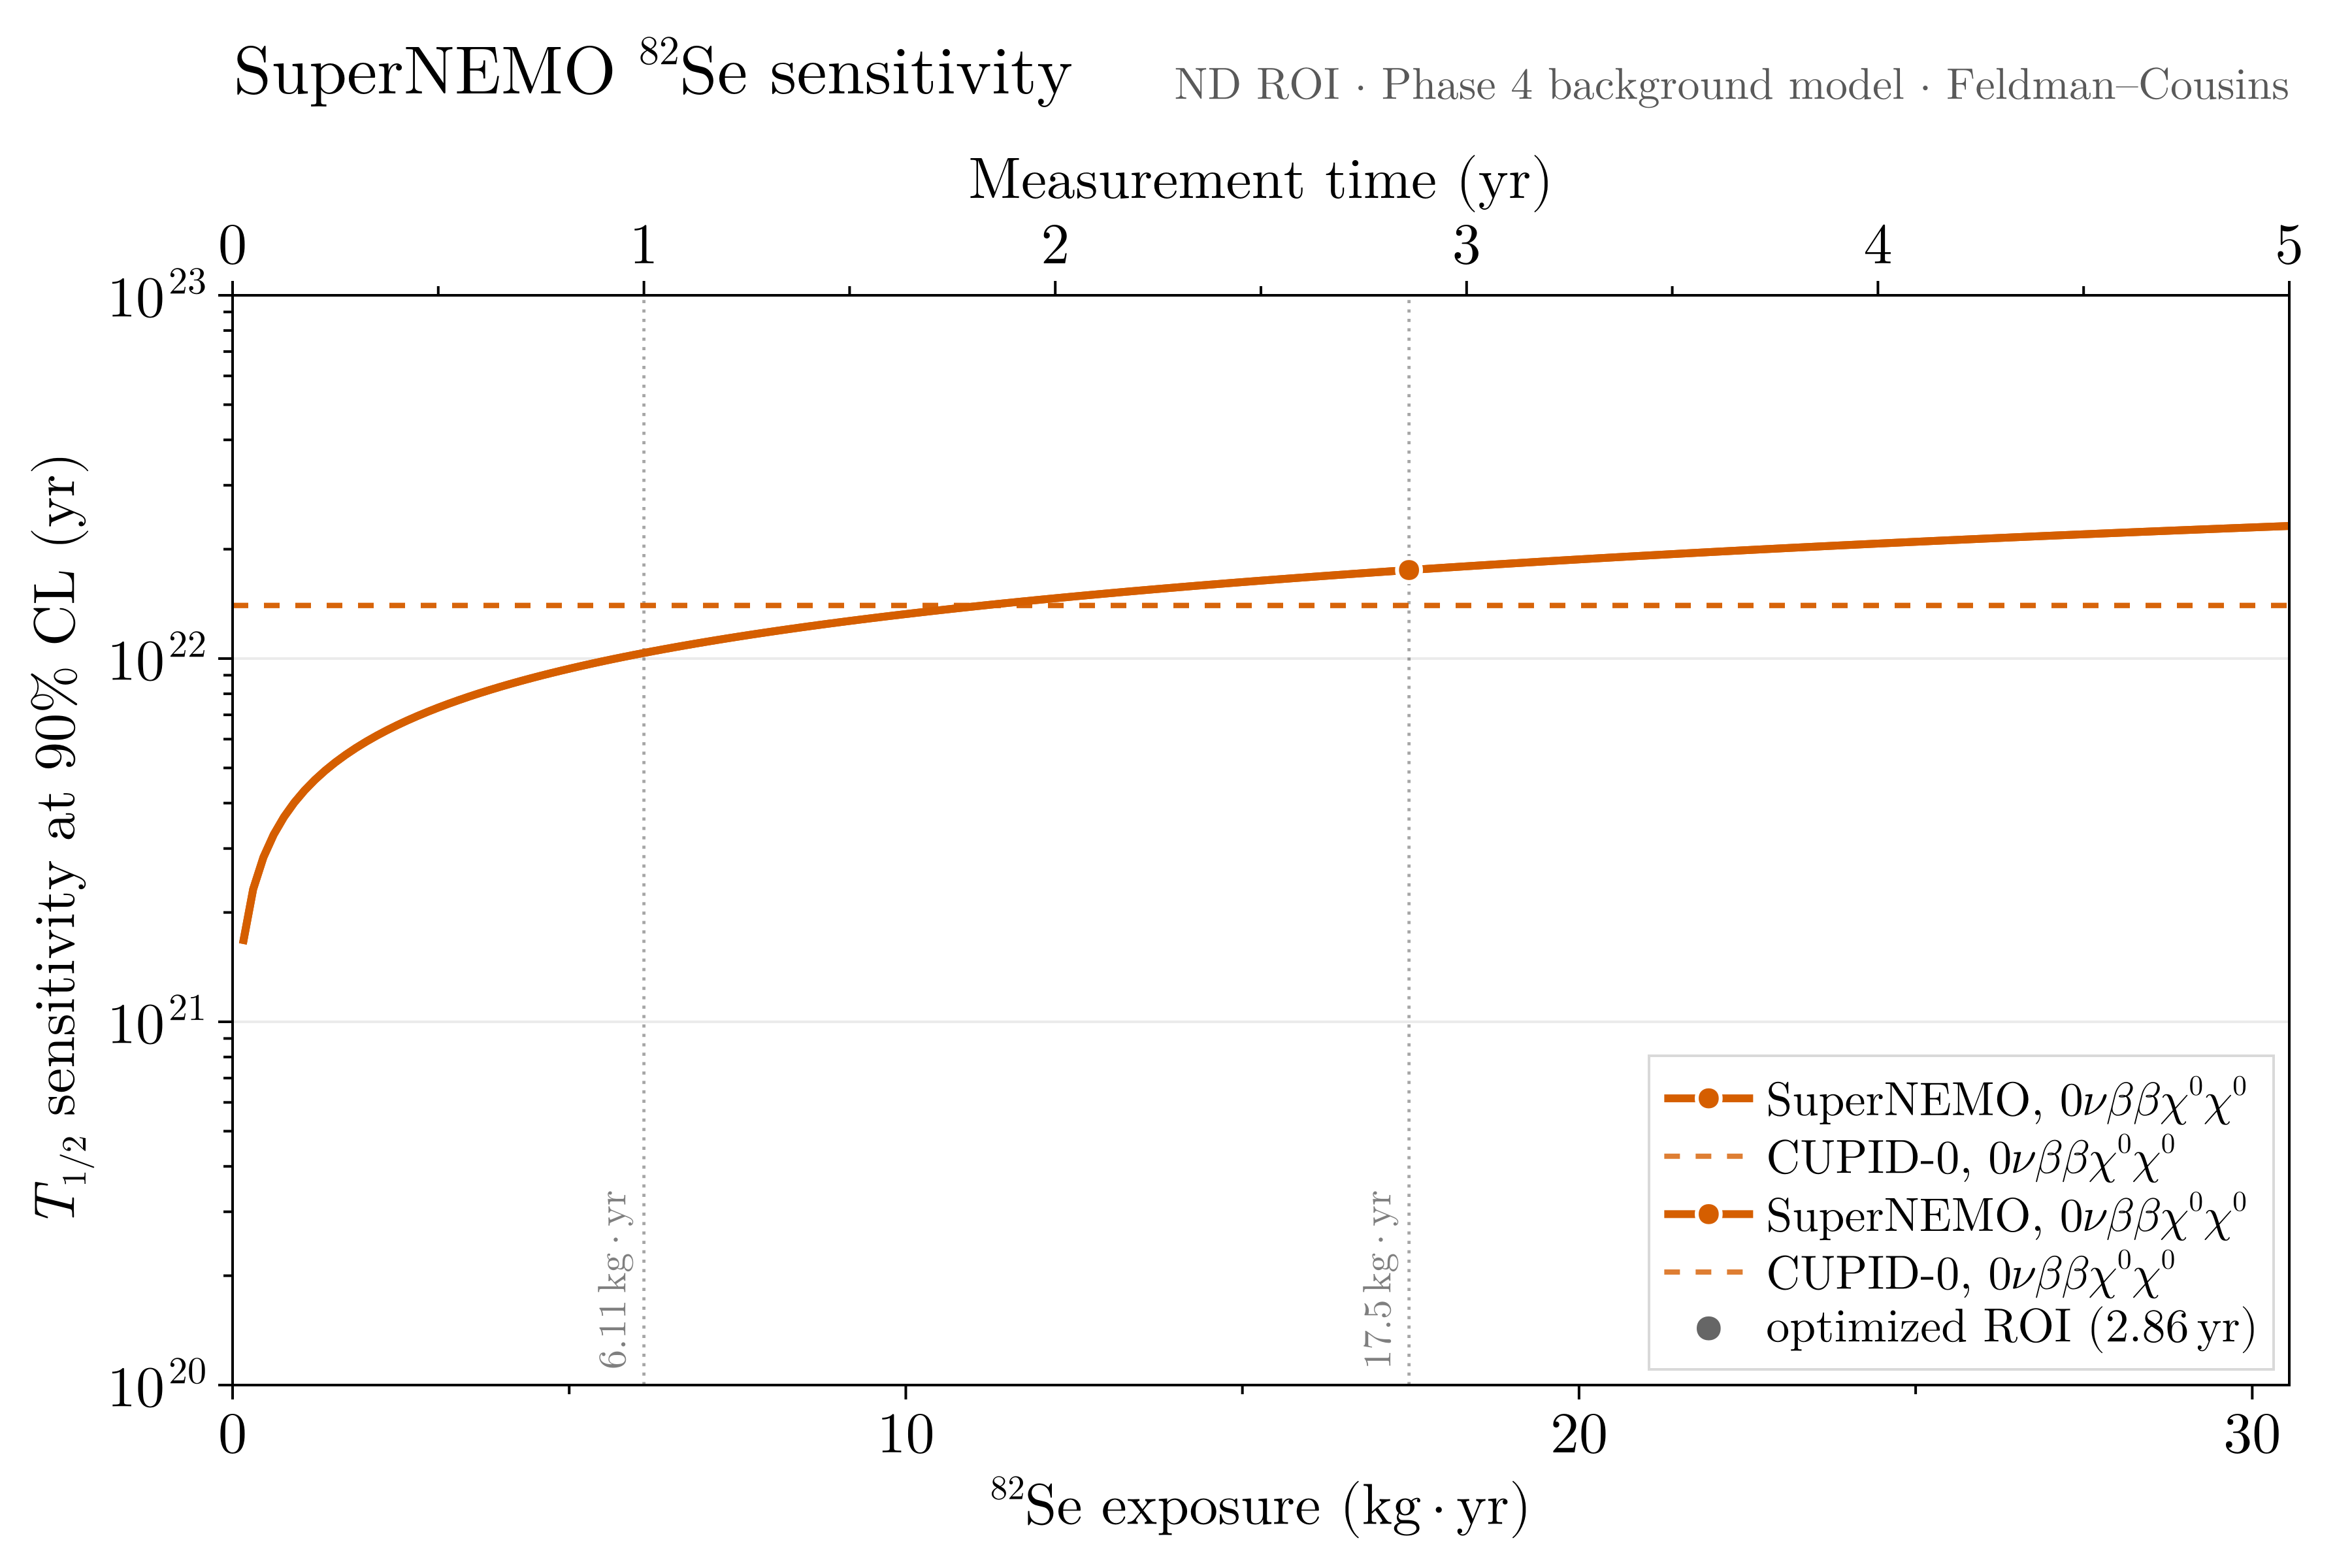 SuperNEMO ⁸²Se sensitivity
ND ROI · Phase 4 background model · Feldman–Cousins
Measurement time (yr)
0 1 2 3 4 5
10²³
10²²
10²¹
10²⁰
T₁/₂ sensitivity at 90% CL (yr)
6.11 kg · yr
17.5 kg · yr
SuperNEMO, 0νββχ⁰χ⁰
CUPID-0, 0νββχ⁰χ⁰
SuperNEMO, 0νββχ⁰χ⁰
CUPID-0, 0νββχ⁰χ⁰
optimized ROI (2.86 yr)
0 10 20 30
⁸²Se exposure (kg · yr)